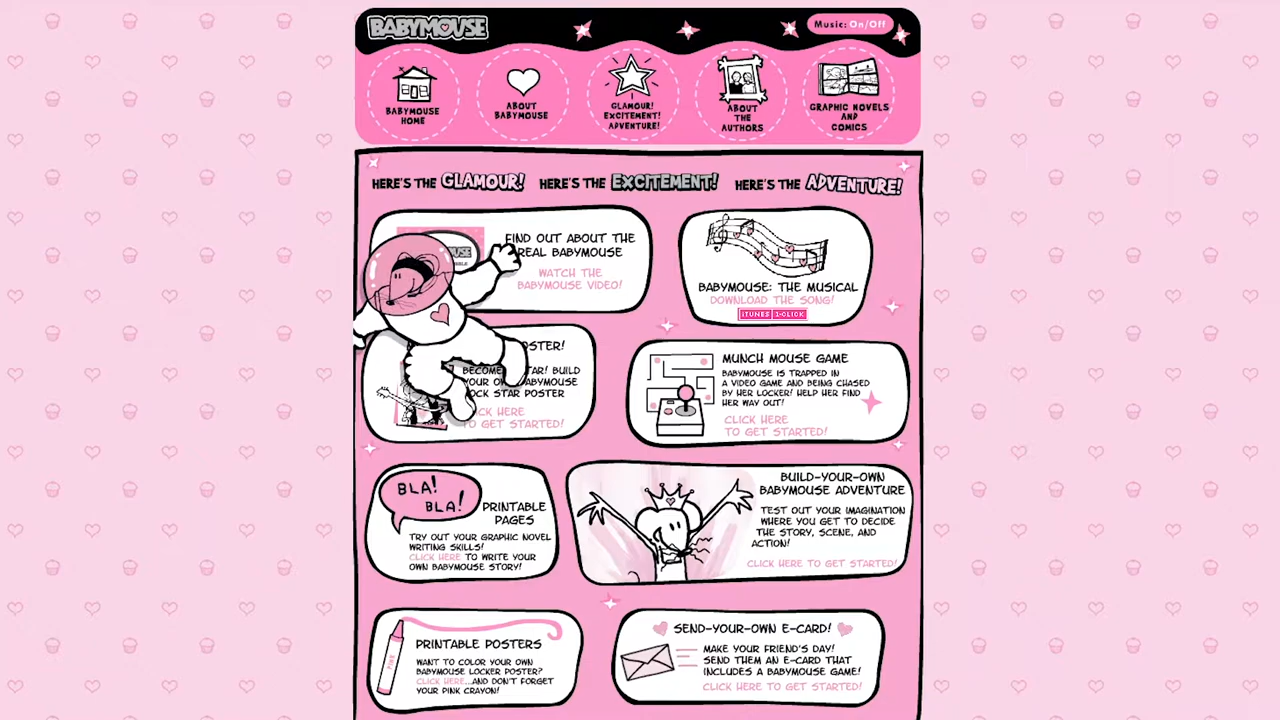 BABYMOUSE
Music: On/Off
BABYMOUSE
HOME
ABOUT
BABYMOUSE
GLAMOUR!
EXCITEMENT!
ADVENTURE!
ABOUT
THE
AUTHORS
GRAPHIC NOVELS
AND
COMICS
HERE'S THE GLAMOUR! HERE'S THE EXCITEMENT! HERE'S THE ADVENTURE!
FIND OUT ABOUT THE
REAL BABYMOUSE
WATCH THE
BABYMOUSE VIDEO!
BABYMOUSE: THE MUSICAL
DOWNLOAD THE SONG!
ITUNES 1-CLICK
BECOME
BUILD
YOUR
ROCK STAR POSTER
HERE
TO GET STARTED!
MUNCH MOUSE GAME
BABYMOUSE IS TRAPPED IN
A VIDEO GAME AND BEING CHASED
BY HER LOCKER! HELP HER FIND
HER WAY OUT!
CLICK HERE
TO GET STARTED!
BLA!
BLA!
PRINTABLE
PAGES
TRY OUT YOUR GRAPHIC NOVEL
WRITING SKILLS!
CLICK HERE TO WRITE YOUR
OWN BABYMOUSE STORY!
BUILD-YOUR-OWN
BABYMOUSE ADVENTURE
TEST OUT YOUR IMAGINATION
WHERE YOU GET TO DECIDE
THE STORY, SCENE, AND
ACTION!
CLICK HERE TO GET STARTED!
PINK
PRINTABLE POSTERS
WANT TO COLOR YOUR OWN
BABYMOUSE LOCKER POSTER?
CLICK HERE...AND DON'T FORGET
YOUR PINK CRAYON!
SEND-YOUR-OWN E-CARD!
MAKE YOUR FRIEND'S DAY!
SEND THEM AN E-CARD THAT
INCLUDES A BABYMOUSE GAME!
CLICK HERE TO GET STARTED!